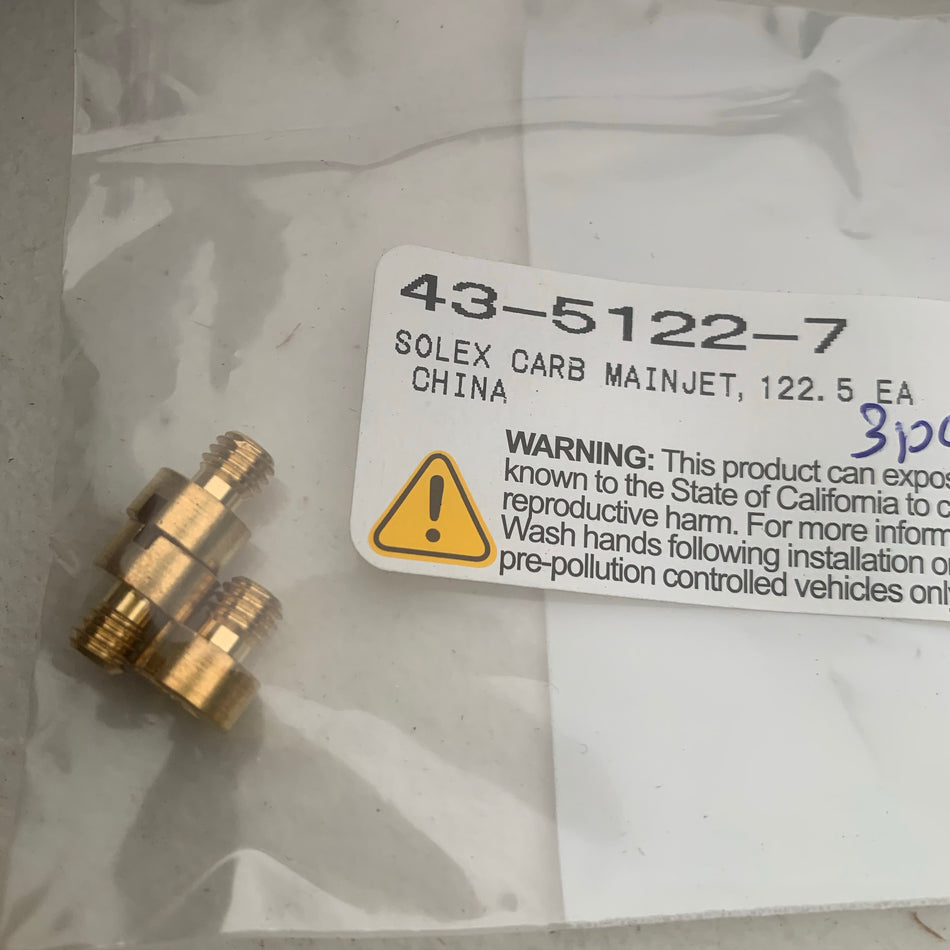 43-5122-7
SOLEX CARB MAINJET, 122.5 EA
CHINA
WARNING: This product can
known to the State of California to
reproductive harm. For more
Wash hands following installation
pre-pollution controlled vehicles